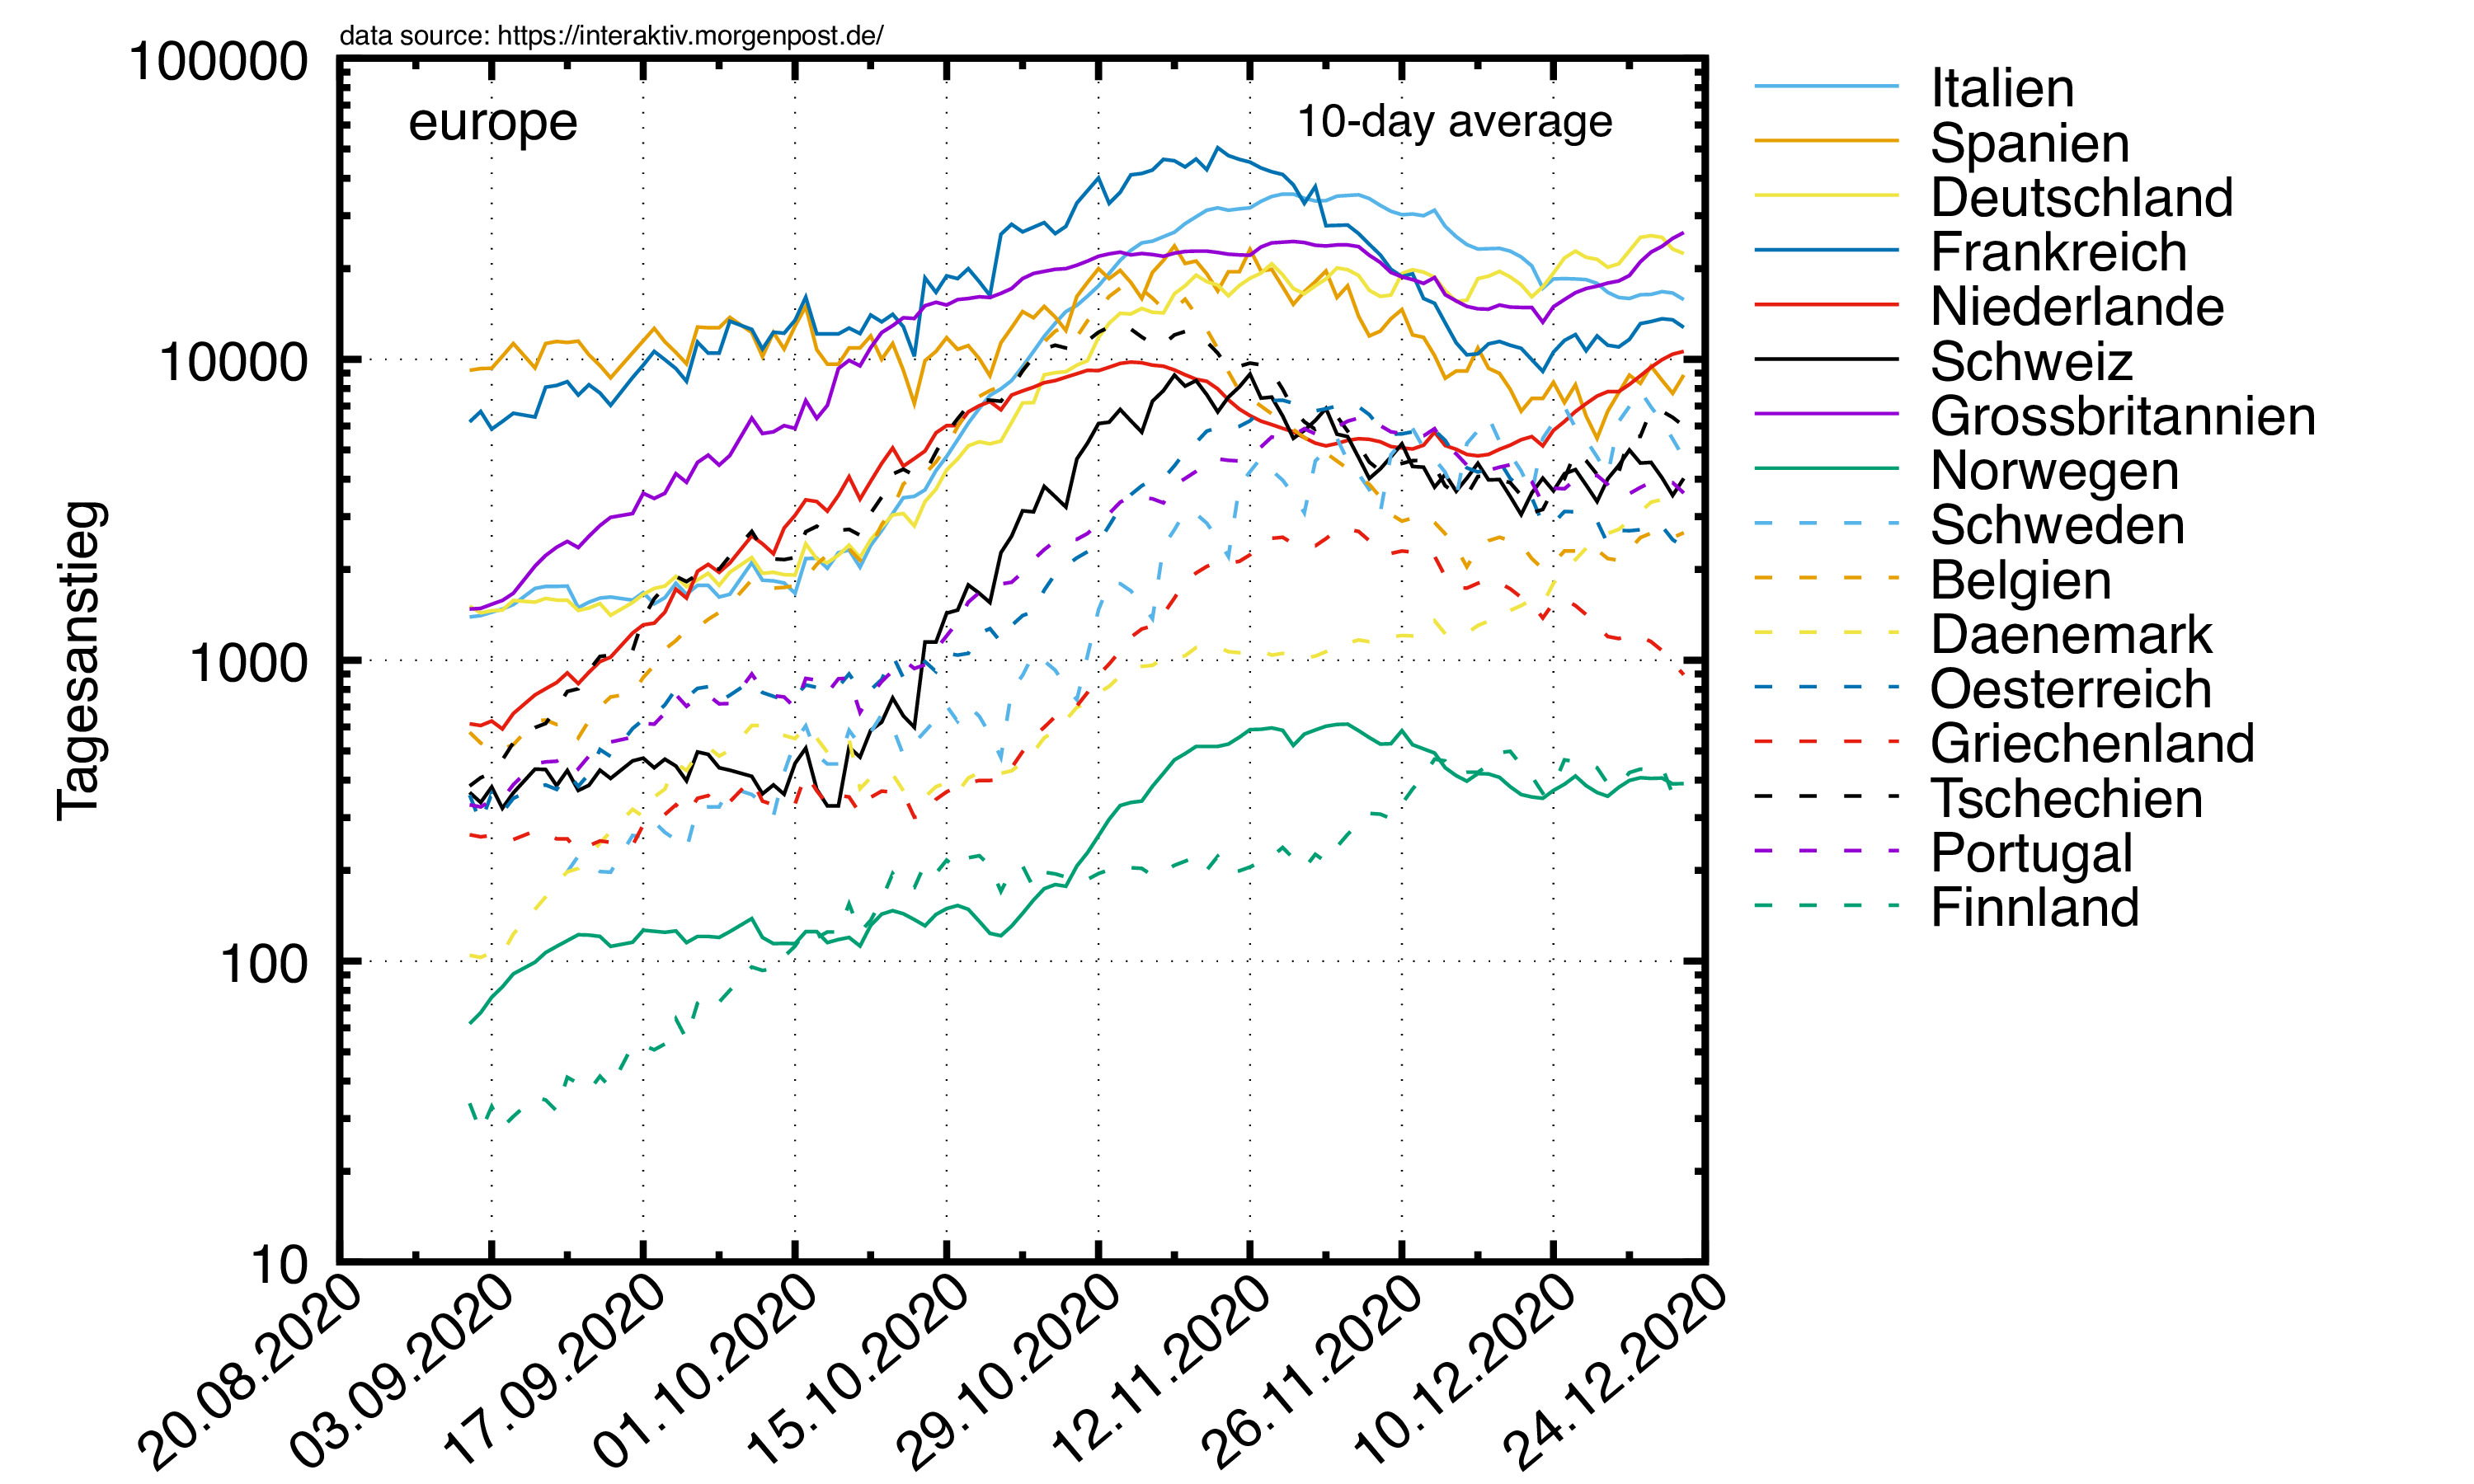 data source: https://interaktiv.morgenpost.de/
100000
10000
1000
100
10
Tagesanstieg
europe
10-day average
20.08.2020
03.09.2020
17.09.2020
01.10.2020
15.10.2020
29.10.2020
12.11.2020
26.11.2020
10.12.2020
24.12.2020
Italien
Spanien
Deutschland
Frankreich
Niederlande
Schweiz
Grossbritannien
Norwegen
Schweden
Belgien
Daenemark
Oesterreich
Griechenland
Tschechien
Portugal
Finnland